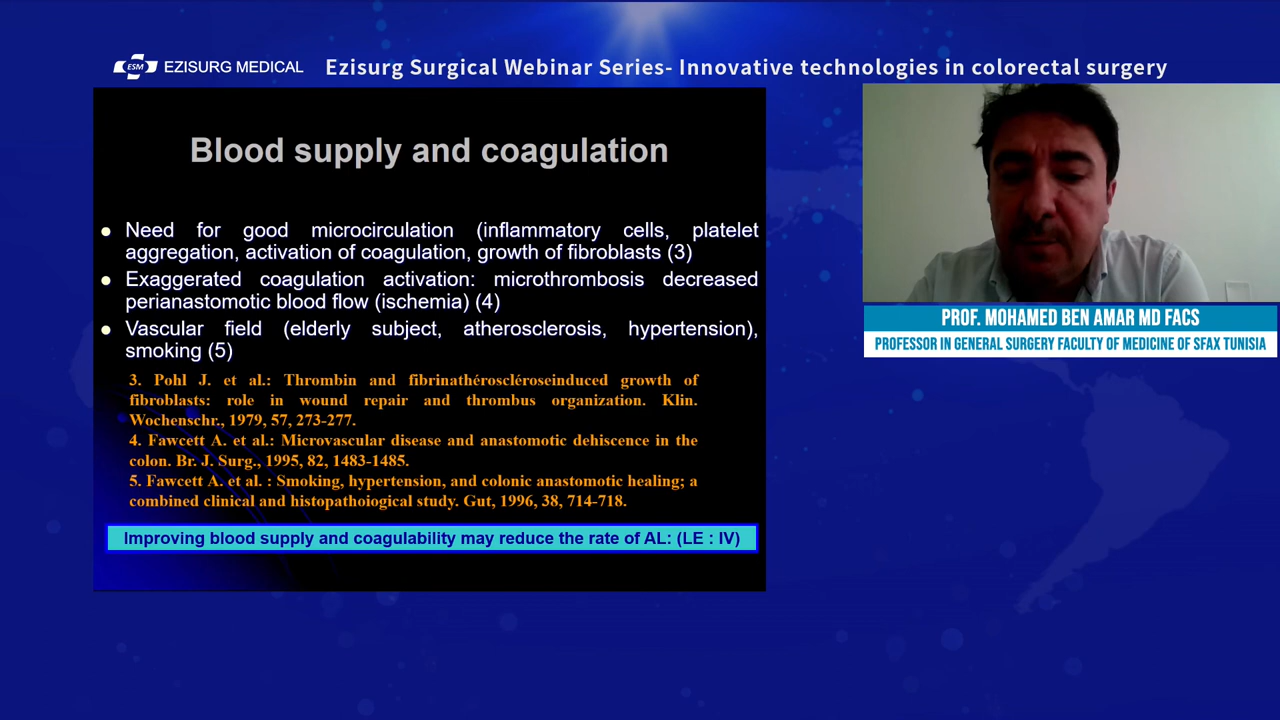 ESM EZISURG MEDICAL
Ezisurg Surgical Webinar Series- Innovative technologies in colorectal surgery
Blood supply and coagulation
Need for good microcirculation (inflammatory cells, platelet
aggregation, activation of coagulation, growth of fibroblasts (3)
Exaggerated coagulation activation: microthrombosis decreased
perianastomotic blood flow (ischemia) (4)
Vascular field (elderly subject, atherosclerosis, hypertension),
smoking (5)
3. Pohl J. et al.: Thrombin and fibrinathéroscléroseinduced growth of
fibroblasts: role in wound repair and thrombus organization. Klin.
Wochenschr., 1979, 57, 273-277.
4. Fawcett A. et al.: Microvascular disease and anastomotic dehiscence in the
colon. Br. J. Surg., 1995, 82, 1483-1485.
5. Fawcett A. et al. : Smoking, hypertension, and colonic anastomotic healing; a
combined clinical and histopathoiogical study. Gut, 1996, 38, 714-718.
Improving blood supply and coagulability may reduce the rate of AL: (LE : IV)
PROF. MOHAMED BEN AMAR MD FACS
PROFESSOR IN GENERAL SURGERY FACULTY OF MEDICINE OF SFAX TUNISIA